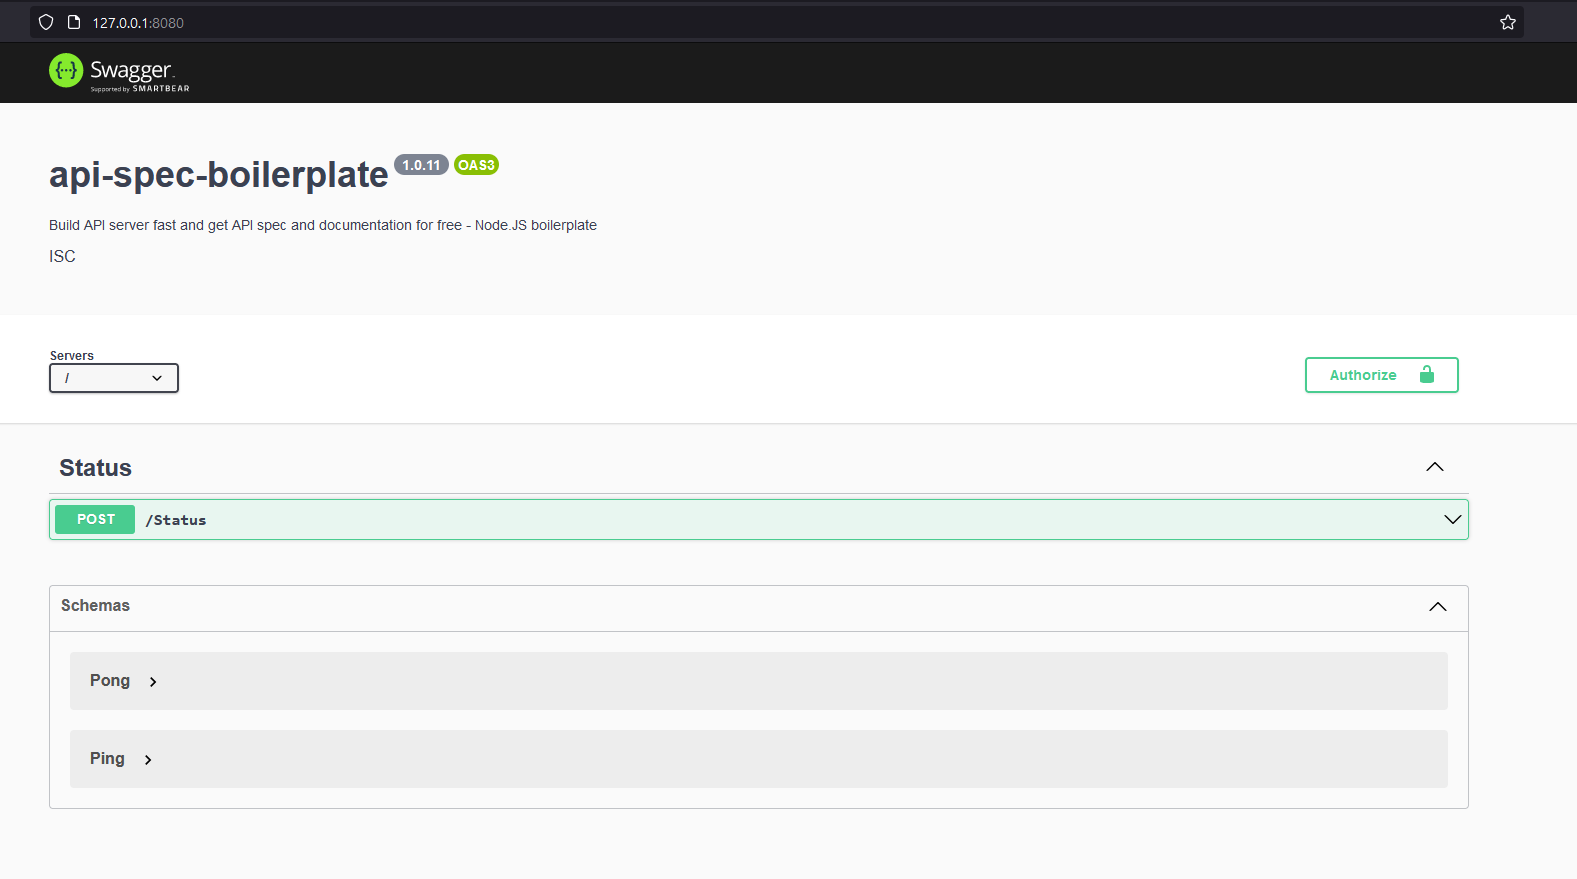 127.0.0.1:8080
Swagger.
Supported by SMARTBEAR
api-spec-boilerplate 1.0.11 OAS3
Build API server fast and get API spec and documentation for free - Node.JS boilerplate
ISC
Servers
/
Authorize
Status
POST /Status
Schemas
Pong
Ping